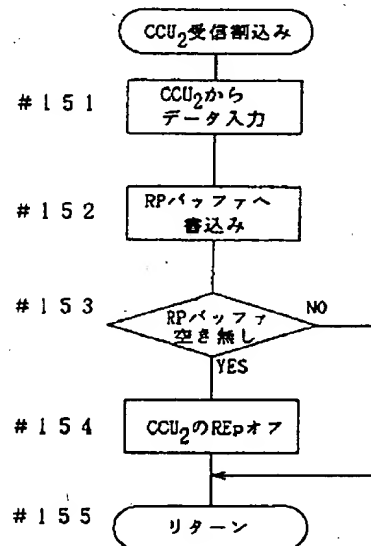 CCU₂受信割込み
#151
CCU₂から
データ入力
#152
RPバッファへ
書込み
#153
RPバッファ
空き無し
NO
YES
#154
CCU₂のREpオフ
#155
リターン